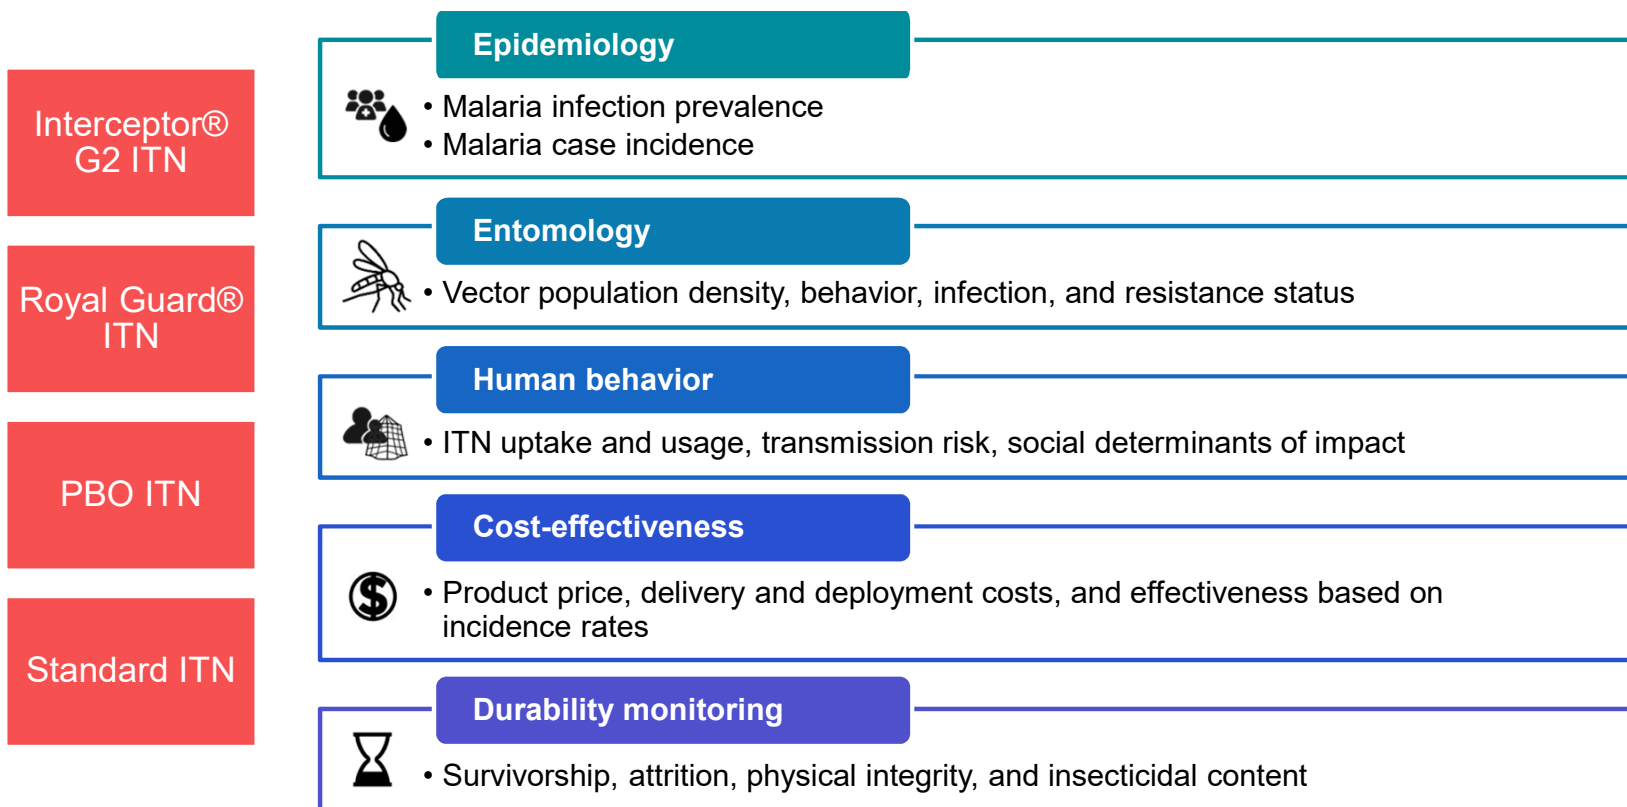 Interceptor®
G2 ITN
Royal Guard®
ITN
PBO ITN
Standard ITN
Epidemiology
• Malaria infection prevalence
• Malaria case incidence
Entomology
• Vector population density, behavior, infection, and resistance status
Human behavior
• ITN uptake and usage, transmission risk, social determinants of impact
Cost-effectiveness
• Product price, delivery and deployment costs, and effectiveness based on
incidence rates
Durability monitoring
• Survivorship, attrition, physical integrity, and insecticidal content